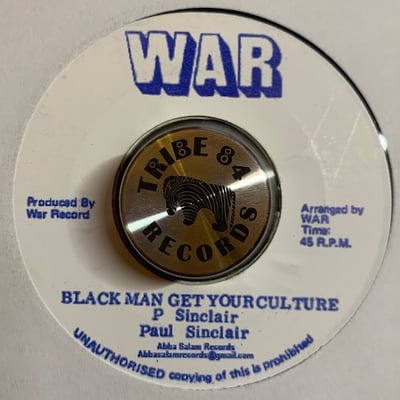 WAR
TRIBE 84
RECORDS
Produced By
War Record
Arranged by
WAR
Time:
45 R.P.M.
BLACK MAN GET YOUR CULTURE
P Sinclair
Paul Sinclair
Abba Salam Records
Abbasalamrecords@gmail.com
UNAUTHORISED copying of this is prohibited